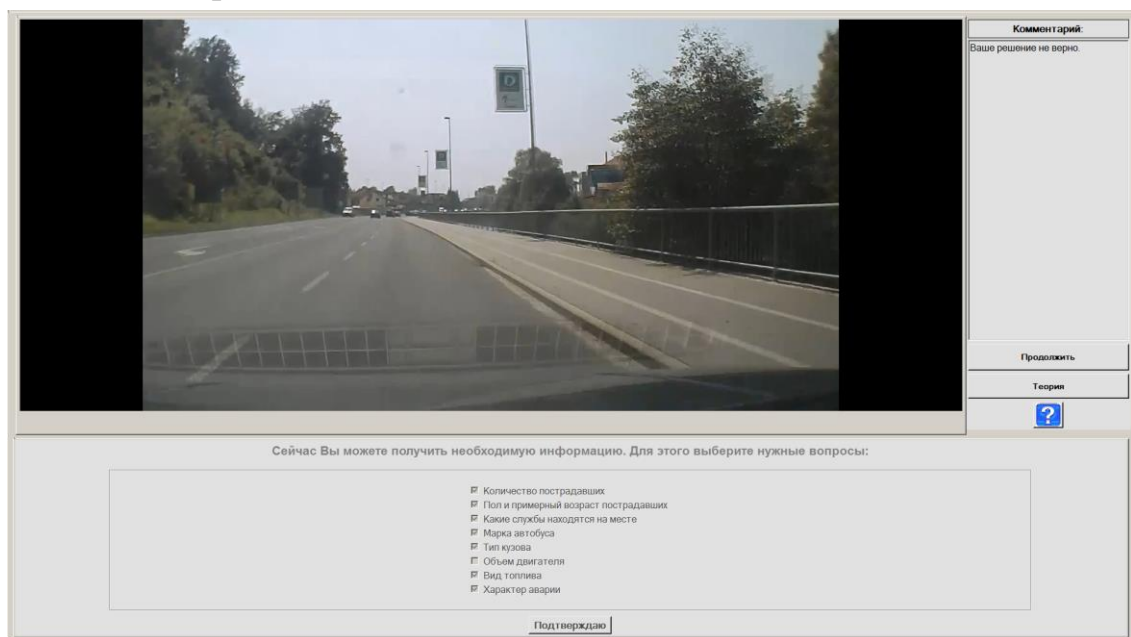 Комментарий:
Ваше решение не верно.
Продолжить
Теория
?
Сейчас Вы можете получить необходимую информацию. Для этого выберите нужные вопросы:
Количество пострадавших
Пол и примерный возраст пострадавших
Какие службы находятся на месте
Марка автобуса
Тип кузова
Объем двигателя
Вид топлива
Характер аварии
Подтверждаю